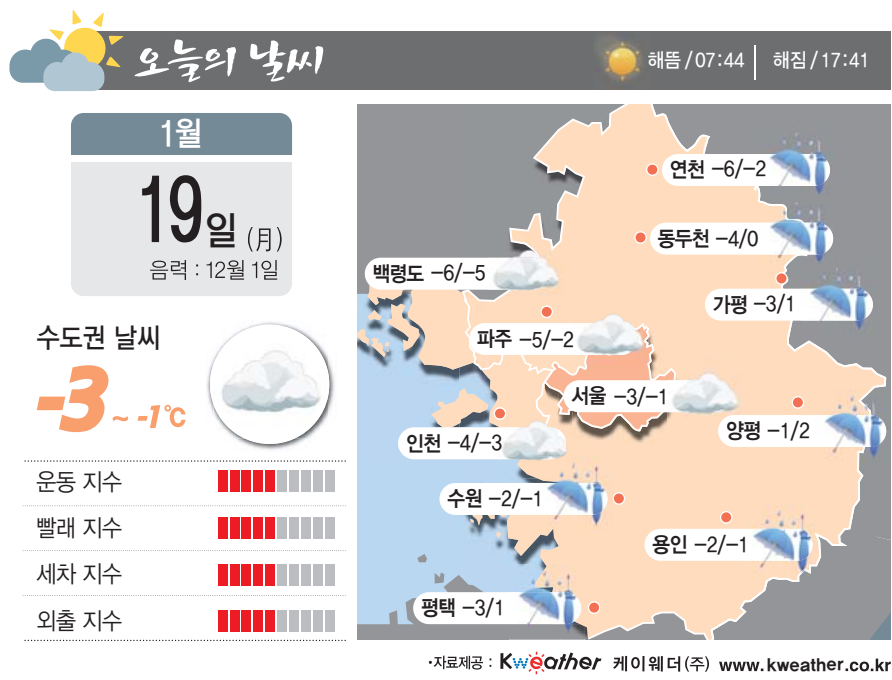 오늘의 날씨
해뜸 / 07:44 해짐 / 17:41
1월
19일 (月)
음력 : 12월 1일
수도권 날씨
-3 ~ -1℃
운동 지수
빨래 지수
세차 지수
외출 지수
연천 -6/-2
동두천 -4/0
백령도 -6/-5
가평 -3/1
파주 -5/-2
서울 -3/-1
양평 -1/2
인천 -4/-3
수원 -2/-1
용인 -2/-1
평택 -3/1
·자료제공 : Kweather 케이웨더(주) www.kweather.co.kr